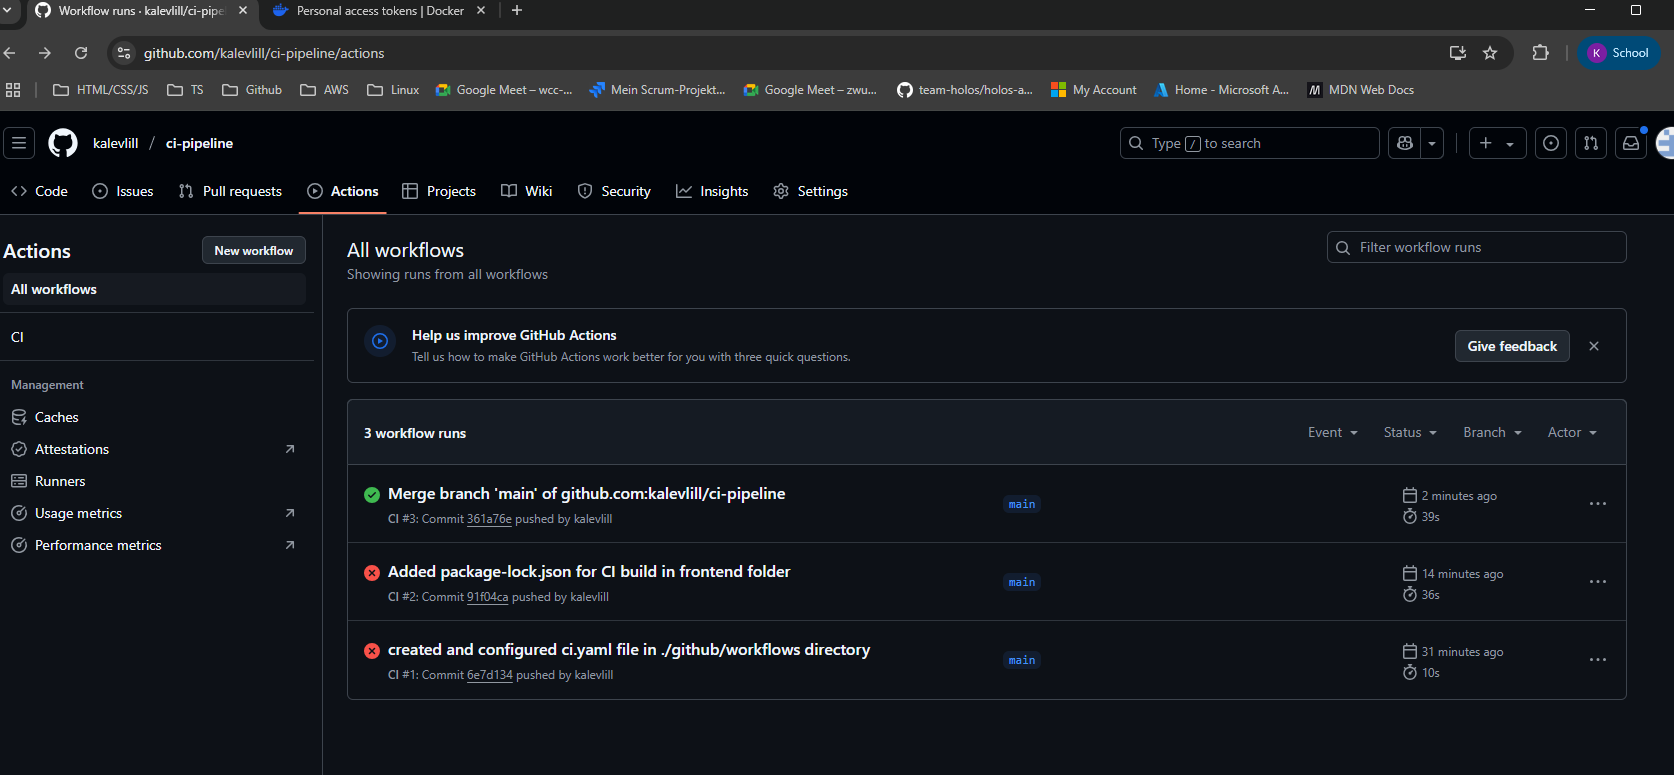 Workflow runs · kalevlill/ci-pipe
Personal access tokens | Docker
github.com/kalevlill/ci-pipeline/actions
K School
HTML/CSS/JS
TS
Github
AWS
Linux
Google Meet – wcc-...
Mein Scrum-Projekt...
Google Meet – zwu...
team-holos/holos-a...
My Account
Home - Microsoft A...
M MDN Web Docs
kalevlill / ci-pipeline
Type / to search
Code
Issues
Pull requests
Actions
Projects
Wiki
Security
Insights
Settings
Actions
New workflow
All workflows
CI
Management
Caches
Attestations
Runners
Usage metrics
Performance metrics
All workflows
Showing runs from all workflows
Filter workflow runs
Help us improve GitHub Actions
Tell us how to make GitHub Actions work better for you with three quick questions.
Give feedback
3 workflow runs
Event
Status
Branch
Actor
Merge branch 'main' of github.com:kalevlill/ci-pipeline
CI #3: Commit 361a76e pushed by kalevlill
main
2 minutes ago
39s
Added package-lock.json for CI build in frontend folder
CI #2: Commit 91f04ca pushed by kalevlill
main
14 minutes ago
36s
created and configured ci.yaml file in ./github/workflows directory
CI #1: Commit 6e7d134 pushed by kalevlill
main
31 minutes ago
10s